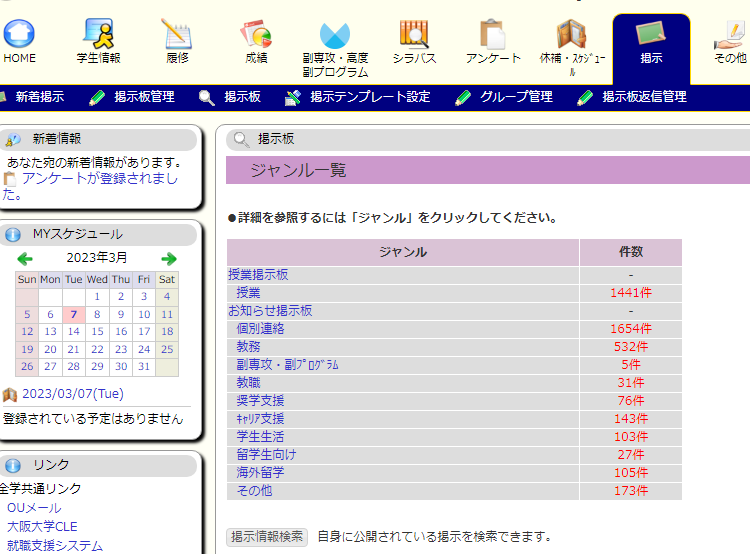 HOME
学生情報
履修
成績
副専攻・高度
副プログラム
シラバス
アンケート
休補・ｽｹｼﾞｭｰ
ﾙ
掲示
その他
新着掲示
掲示板管理
掲示板
掲示テンプレート設定
グループ管理
掲示板返信管理
新着情報
あなた宛の新着情報があります。
アンケートが登録されまし
た。
MYスケジュール
2023年3月
Sun Mon Tue Wed Thu Fri Sat
1 2 3 4
5 6 7 8 9 10 11
12 13 14 15 16 17 18
19 20 21 22 23 24 25
26 27 28 29 30 31
2023/03/07(Tue)
登録されている予定はありません
リンク
全学共通リンク
OUメール
大阪大学CLE
就職支援システム
掲示板
ジャンル一覧
●詳細を参照するには「ジャンル」をクリックしてください。
ジャンル 件数
授業掲示板 -
授業 1441件
お知らせ掲示板 -
個別連絡 1654件
教務 532件
副専攻・副ﾌﾟﾛｸﾞﾗﾑ 5件
教職 31件
奨学支援 76件
ｷｬﾘｱ支援 143件
学生生活 103件
留学生向け 27件
海外留学 105件
その他 173件
掲示情報検索 自身に公開されている掲示を検索できます。